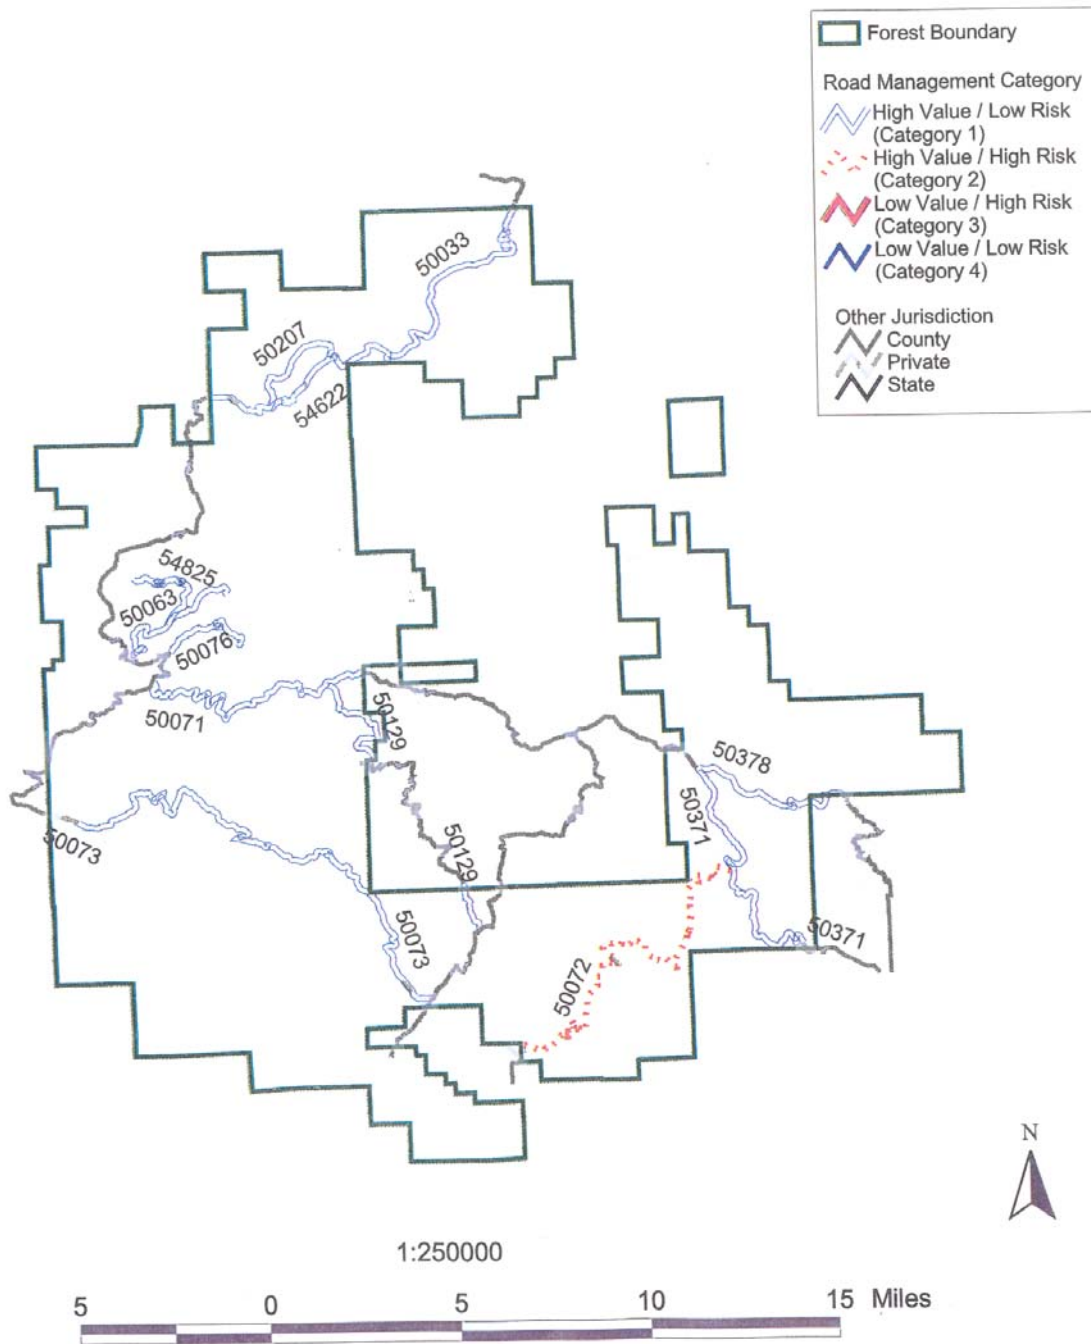 Forest Boundary
Road Management Category
High Value / Low Risk
(Category 1)
High Value / High Risk
(Category 2)
Low Value / High Risk
(Category 3)
Low Value / Low Risk
(Category 4)
Other Jurisdiction
County
Private
State
50033
50207
54622
54825
50063
50076
50071
50129
50378
50371
50073
50129
50073
50371
50072
N
1:250000
5 0 5 10 15 Miles